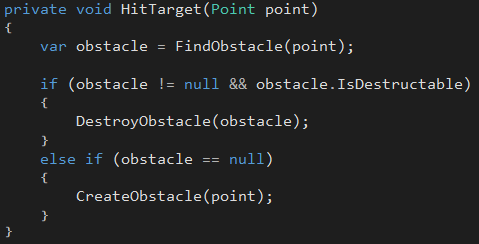 private void HitTarget(Point point)
{
    var obstacle = FindObstacle(point);

    if (obstacle != null && obstacle.IsDestructable)
    {
        DestroyObstacle(obstacle);
    }
    else if (obstacle == null)
    {
        CreateObstacle(point);
    }
}